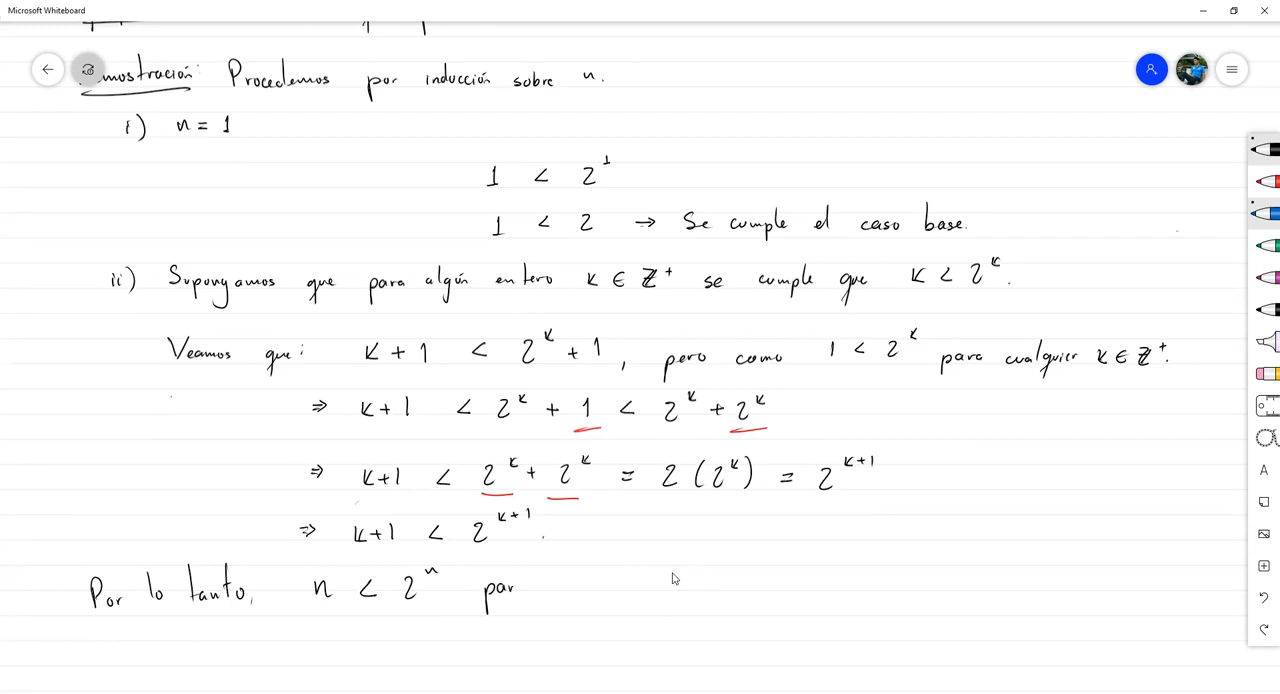 Microsoft Whiteboard
mostración: Procedemos por inducción sobre n.
i) n = 1
1 < 2^1
1 < 2 → Se cumple el caso base.
ii) Supongamos que para algún entero k ∈ ℤ^+ se cumple que k < 2^k.
Veamos que: k + 1 < 2^k + 1, pero como 1 < 2^k para cualquier k ∈ ℤ^+.
⇒ k + 1 < 2^k + 1 < 2^k + 2^k
⇒ k+1 < 2^k + 2^k = 2 (2^k) = 2^{k+1}
⇒ k+1 < 2^{k+1}.
Por lo tanto, n < 2^n par
A